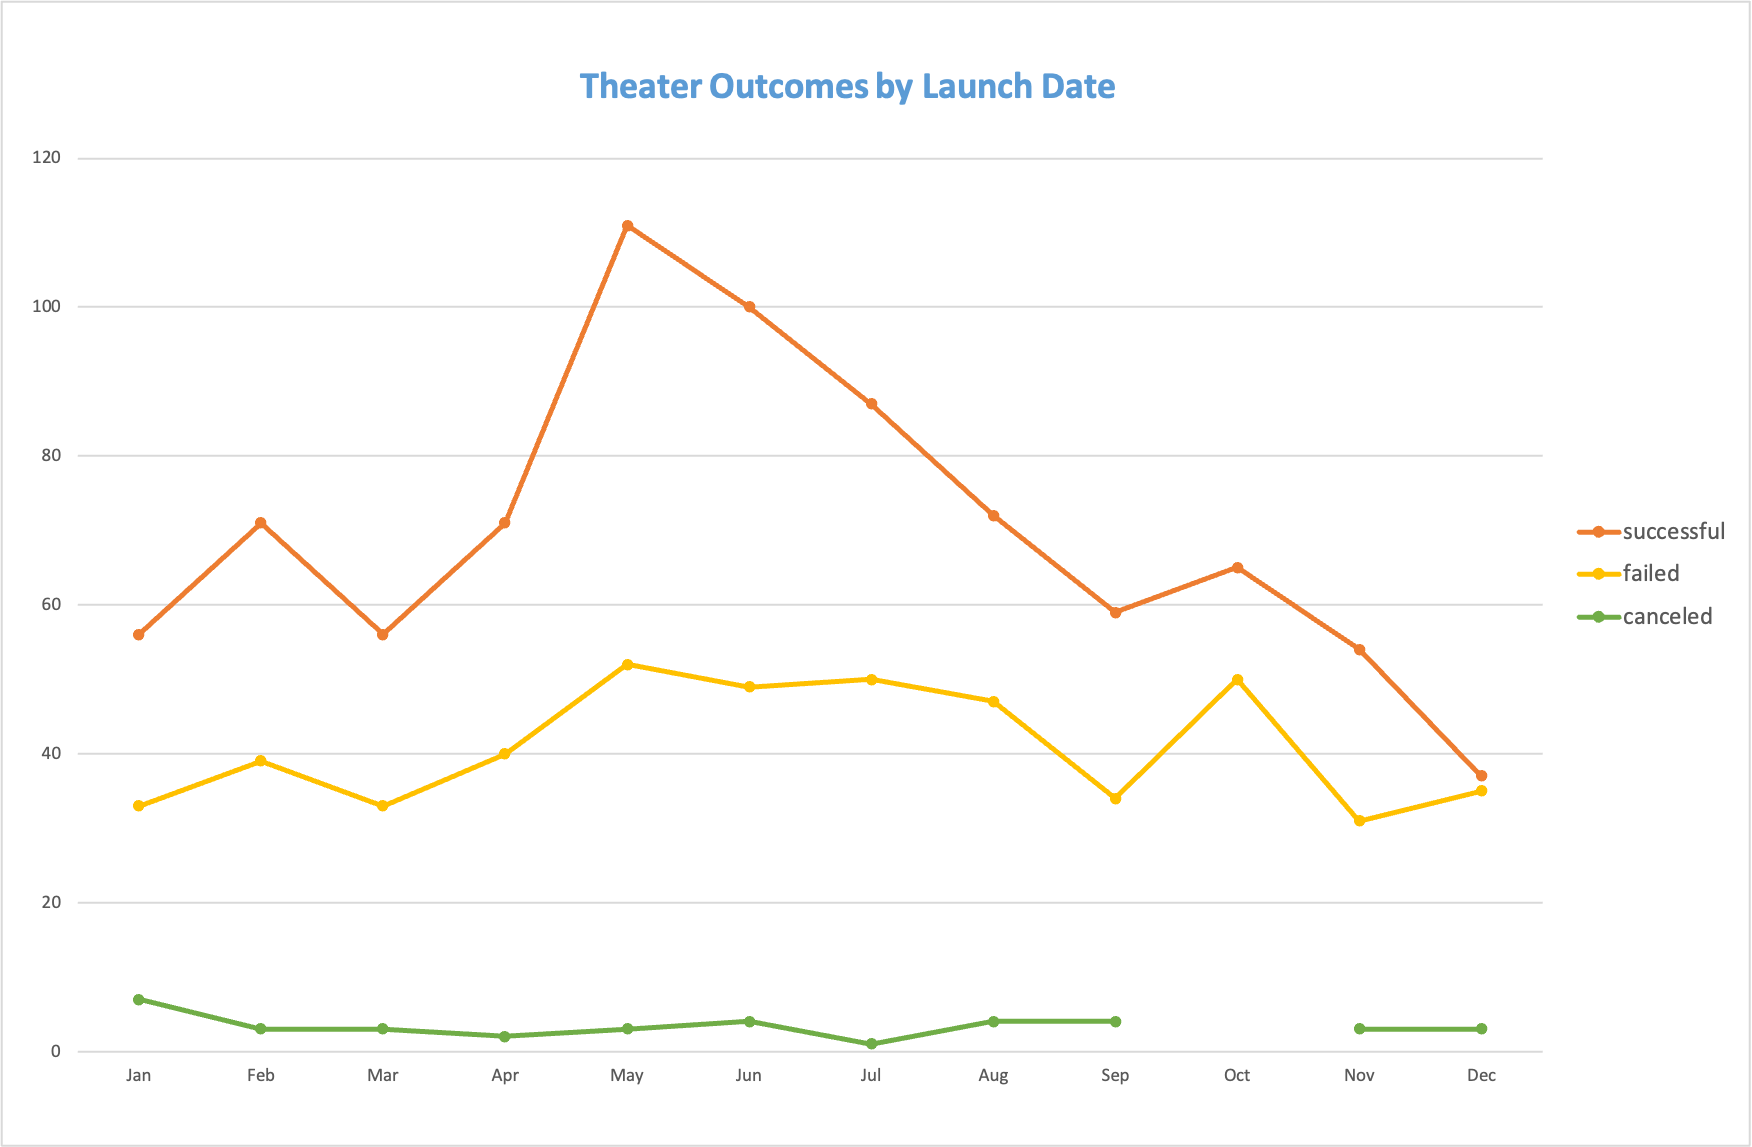 Theater Outcomes by Launch Date
120
100
80
60
40
20
0
Jan Feb Mar Apr May Jun Jul Aug Sep Oct Nov Dec
successful
failed
canceled